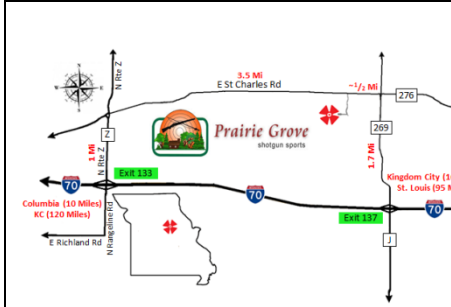 N Rte Z
3.5 Mi
E St Charles Rd
~1/2 Mi
276
Z
Prairie Grove
shotgun sports
269
1 Mi
N Rte Z
1.7 Mi
70
Exit 133
Kingdom City
St. Louis (95
Columbia (10 Miles)
KC (120 Miles)
70
Exit 137
70
E Richland Rd
N Rangeline Rd
J